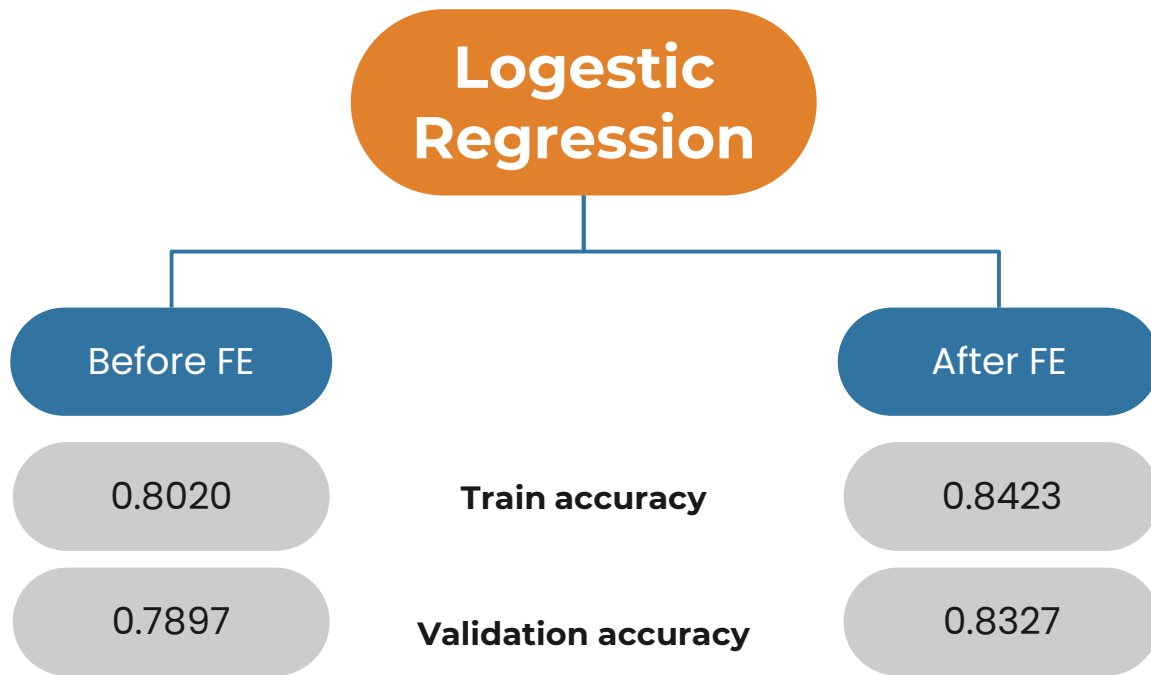 Logestic
Regression
Before FE
After FE
0.8020
Train accuracy
0.8423
0.7897
Validation accuracy
0.8327